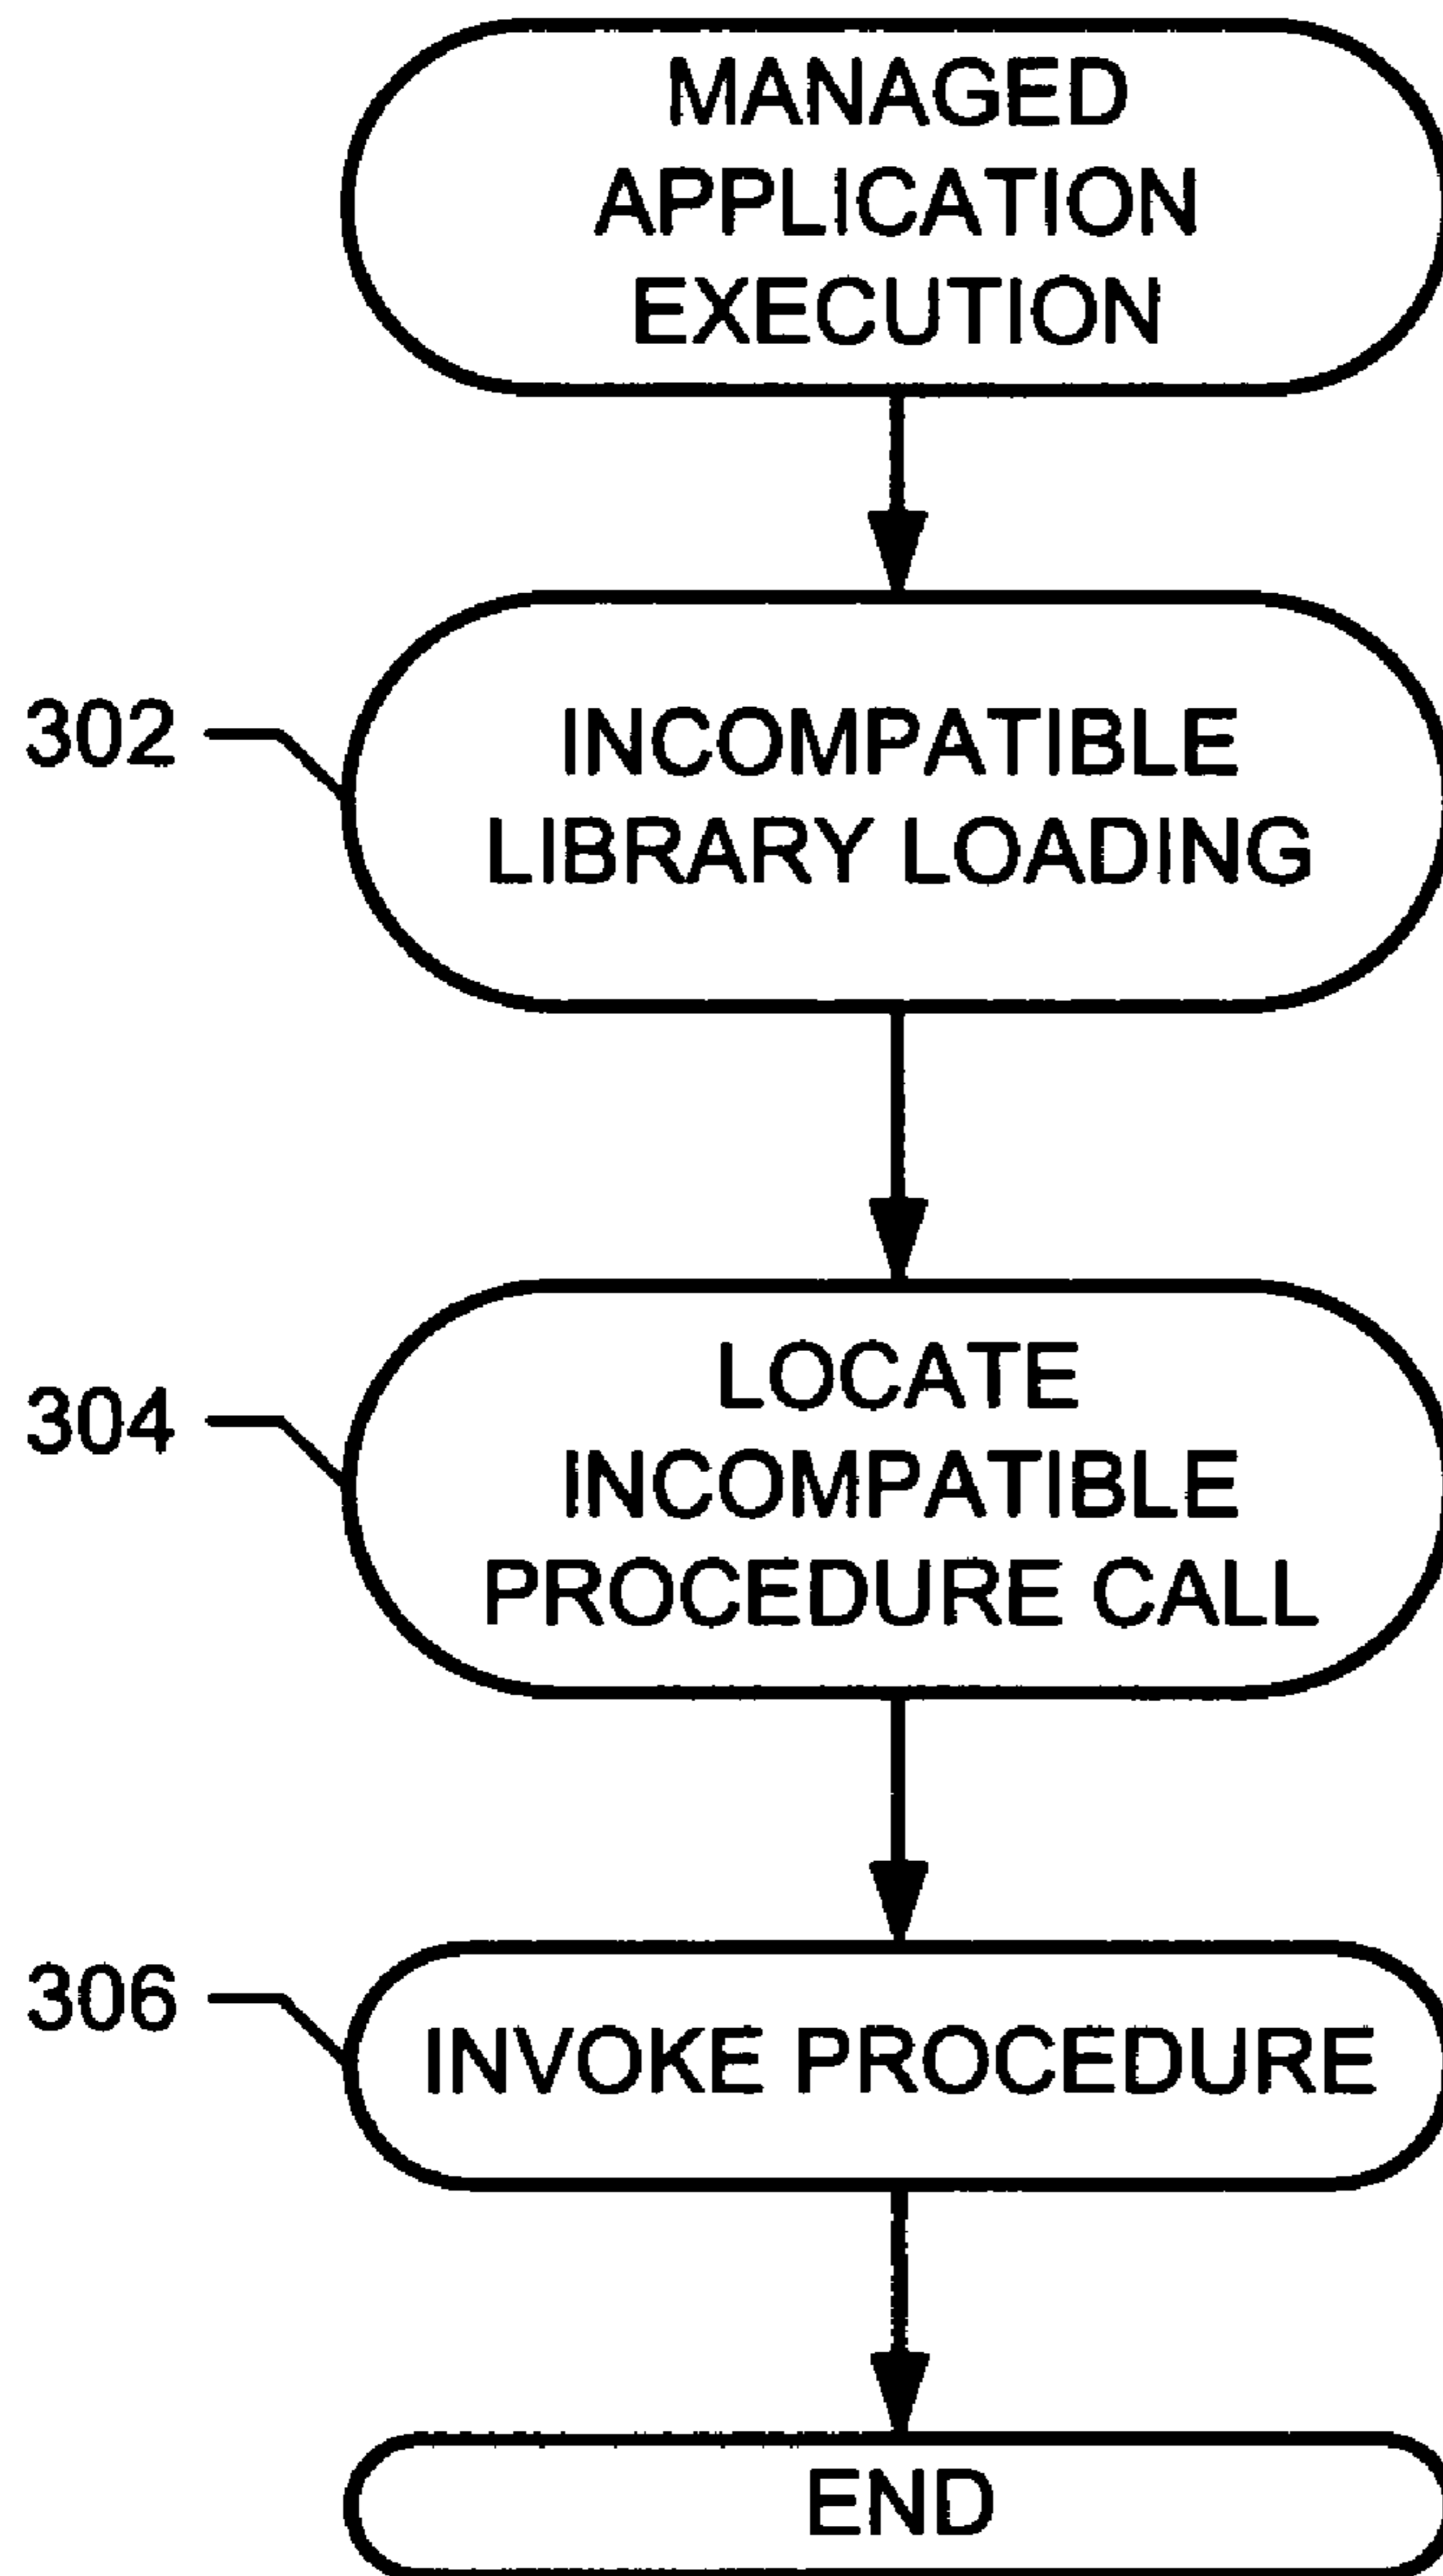 MANAGED
APPLICATION
EXECUTION
302
INCOMPATIBLE
LIBRARY LOADING
304
LOCATE
INCOMPATIBLE
PROCEDURE CALL
306
INVOKE PROCEDURE
END